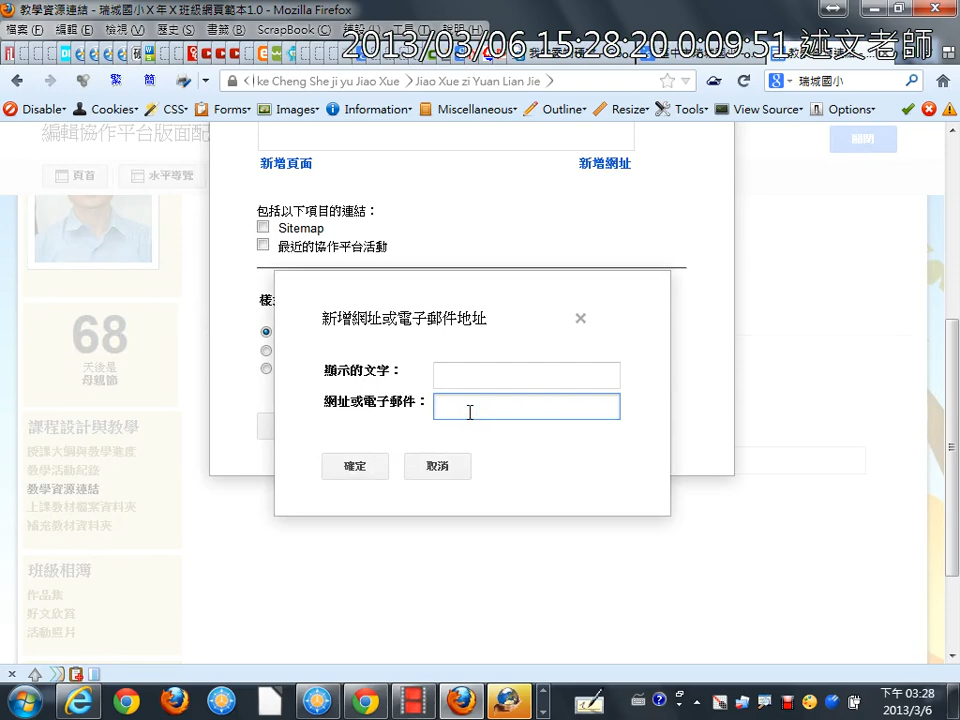 教學資源連結 - 瑞城國小X年X班級網頁範本1.0 - Mozilla Firefox
檔案(F) 編輯(E) 檢視(V) 歷史(S) 書籤(B) ScrapBook(C) 工具(T) 說明(H)
2013/03/06 15:28:20 0:09:51 述文老師
繁 簡 ke Cheng She ji yu Jiao Xue Jiao Xue zi Yuan Lian Jie 瑞城國小
Disable Cookies CSS Forms Images Information Miscellaneous Outline Resize Tools View Source Options
編輯協作平台版面配
關閉
頁首 水平導覽
新增頁面 新增網址
包括以下項目的連結：
Sitemap
最近的協作平台活動
新增網址或電子郵件地址
顯示的文字：
網址或電子郵件：
確定 取消
68
天後是
母親節
課程設計與教學
授課大綱與教學進度
教學活動紀錄
教學資源連結
上課教材檔案資料夾
補充教材資料夾
班級相簿
作品集
好文欣賞
活動照片
下午 03:28
2013/3/6